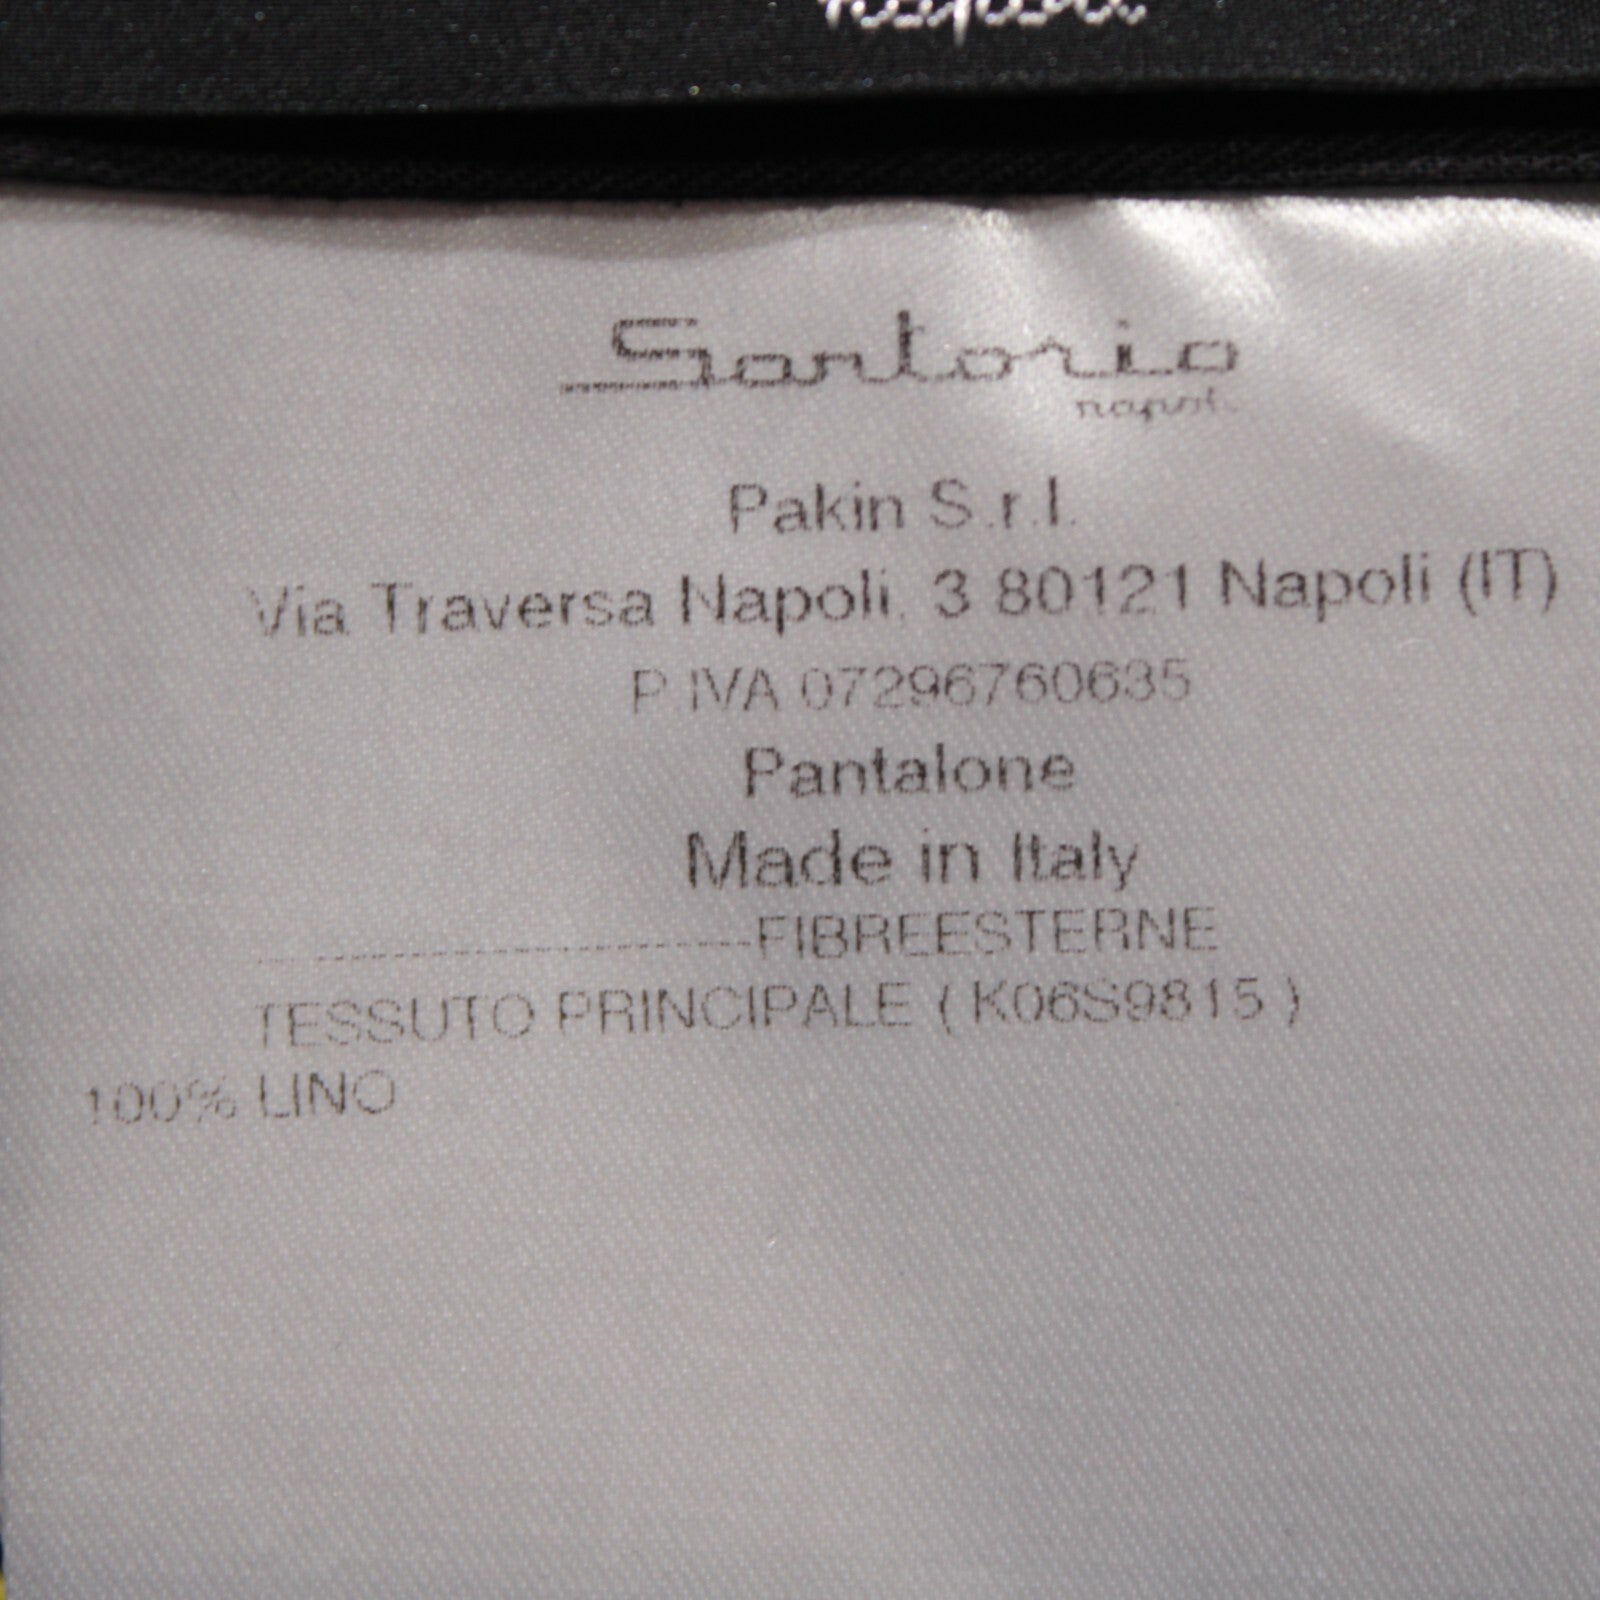 Sartorio
napoli
Pakin S.r.l.
Via Traversa Napoli, 3 80121 Napoli (IT)
P.IVA 07296760635
Pantalone
Made in Italy
FIBREESTERNE
TESSUTO PRINCIPALE ( K06S9815 )
100% LINO